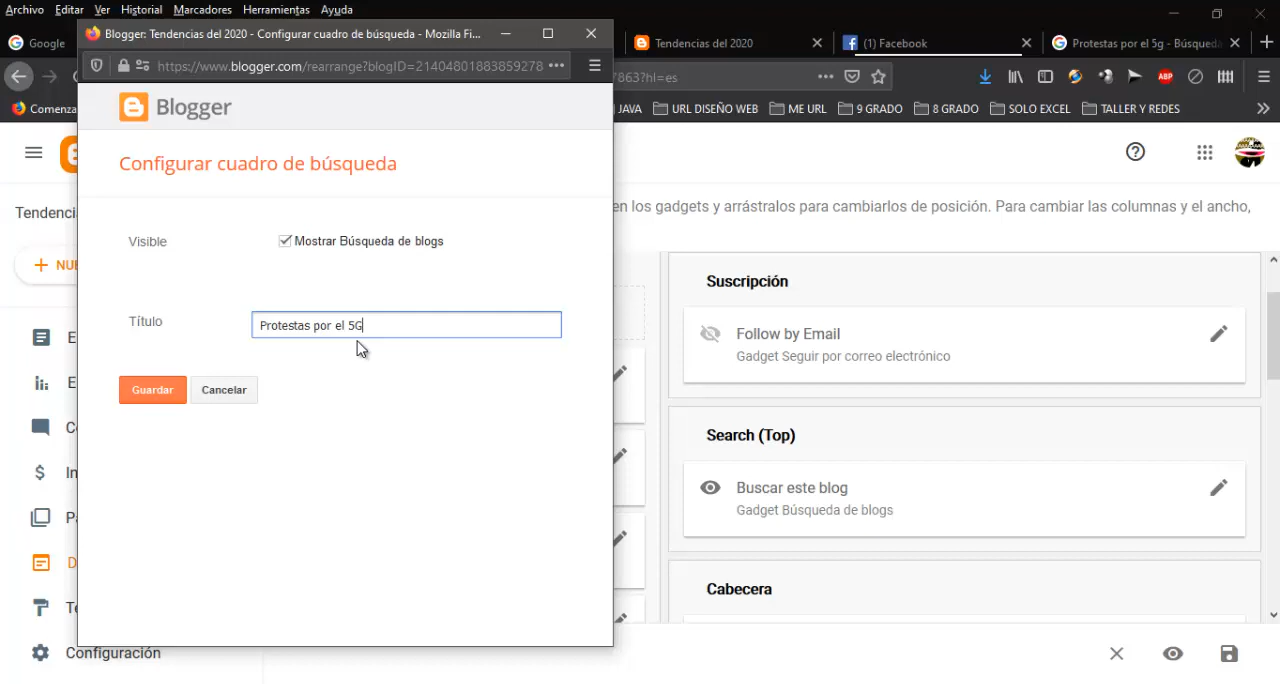 Archivo Editar Ver Historial Marcadores Herramientas Ayuda
Google
Blogger: Tendencias del 2020 - Configurar cuadro de búsqueda - Mozilla Fi...
Tendencias del 2020
(1) Facebook
Protestas por el 5g - Búsqueda
https://www.blogger.com/rearrange?blogID=21404801883859278
7863?hl=es
ABP
Comenza
JAVA
URL DISEÑO WEB
ME URL
9 GRADO
8 GRADO
SOLO EXCEL
TALLER Y REDES
Blogger
Configurar cuadro de búsqueda
Visible
Mostrar Búsqueda de blogs
Título
Protestas por el 5G
Guardar
Cancelar
Tendenci
en los gadgets y arrástralos para cambiarlos de posición. Para cambiar las columnas y el ancho,
+ NUE
E
E
C
In
Pá
D
Te
Configuración
Suscripción
Follow by Email
Gadget Seguir por correo electrónico
Search (Top)
Buscar este blog
Gadget Búsqueda de blogs
Cabecera